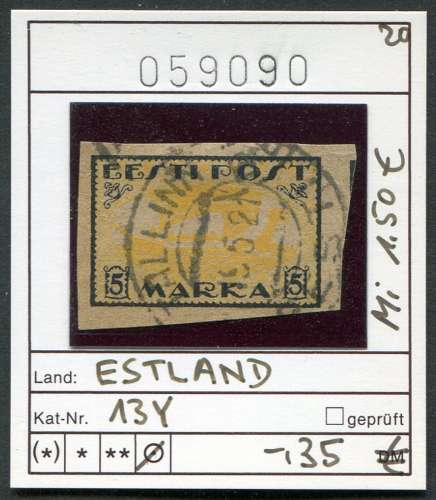 20
059090
EESTI POST
TALLINN
5 MARKA 5
Mi 1.50 €
Land: ESTLAND
Kat-Nr. 13Y
geprüft
(*) * ** Ø
-,35 DM €